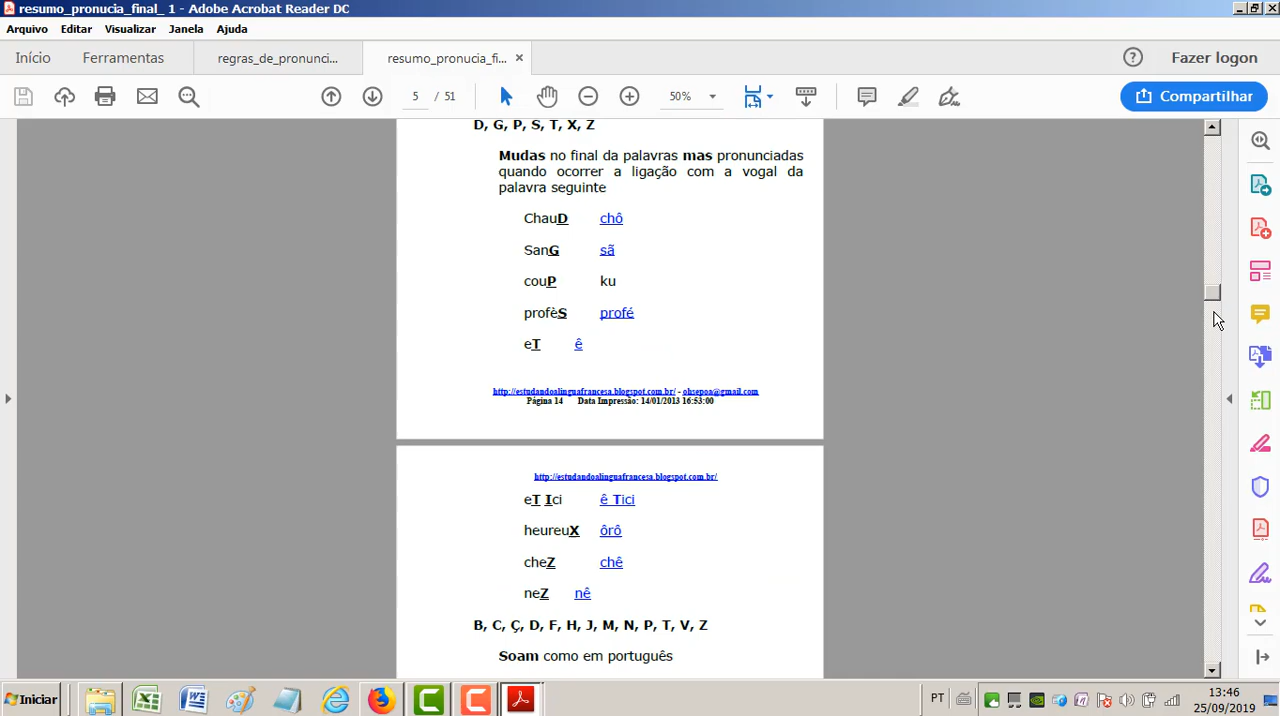 resumo_pronucia_final_ 1 - Adobe Acrobat Reader DC
Arquivo Editar Visualizar Janela Ajuda
Início Ferramentas regras_de_pronunci... resumo_pronucia_fi... Fazer logon
5 / 51 50% Compartilhar
D, G, P, S, T, X, Z
Mudas no final da palavras mas pronunciadas
quando ocorrer a ligação com a vogal da
palavra seguinte
ChauD chô
SanG sã
couP ku
profèS profé
eT ê
http://estudandoalinguafrancesa.blogspot.com.br/ - ohsepoa@gmail.com
Página 14 Data Impressão: 14/01/2013 16:53:00
http://estudandoalinguafrancesa.blogspot.com.br/
eT Ici ê Tici
heureuX ôrô
cheZ chê
neZ nê
B, C, Ç, D, F, H, J, M, N, P, T, V, Z
Soam como em português
Iniciar PT 13:46
25/09/2019